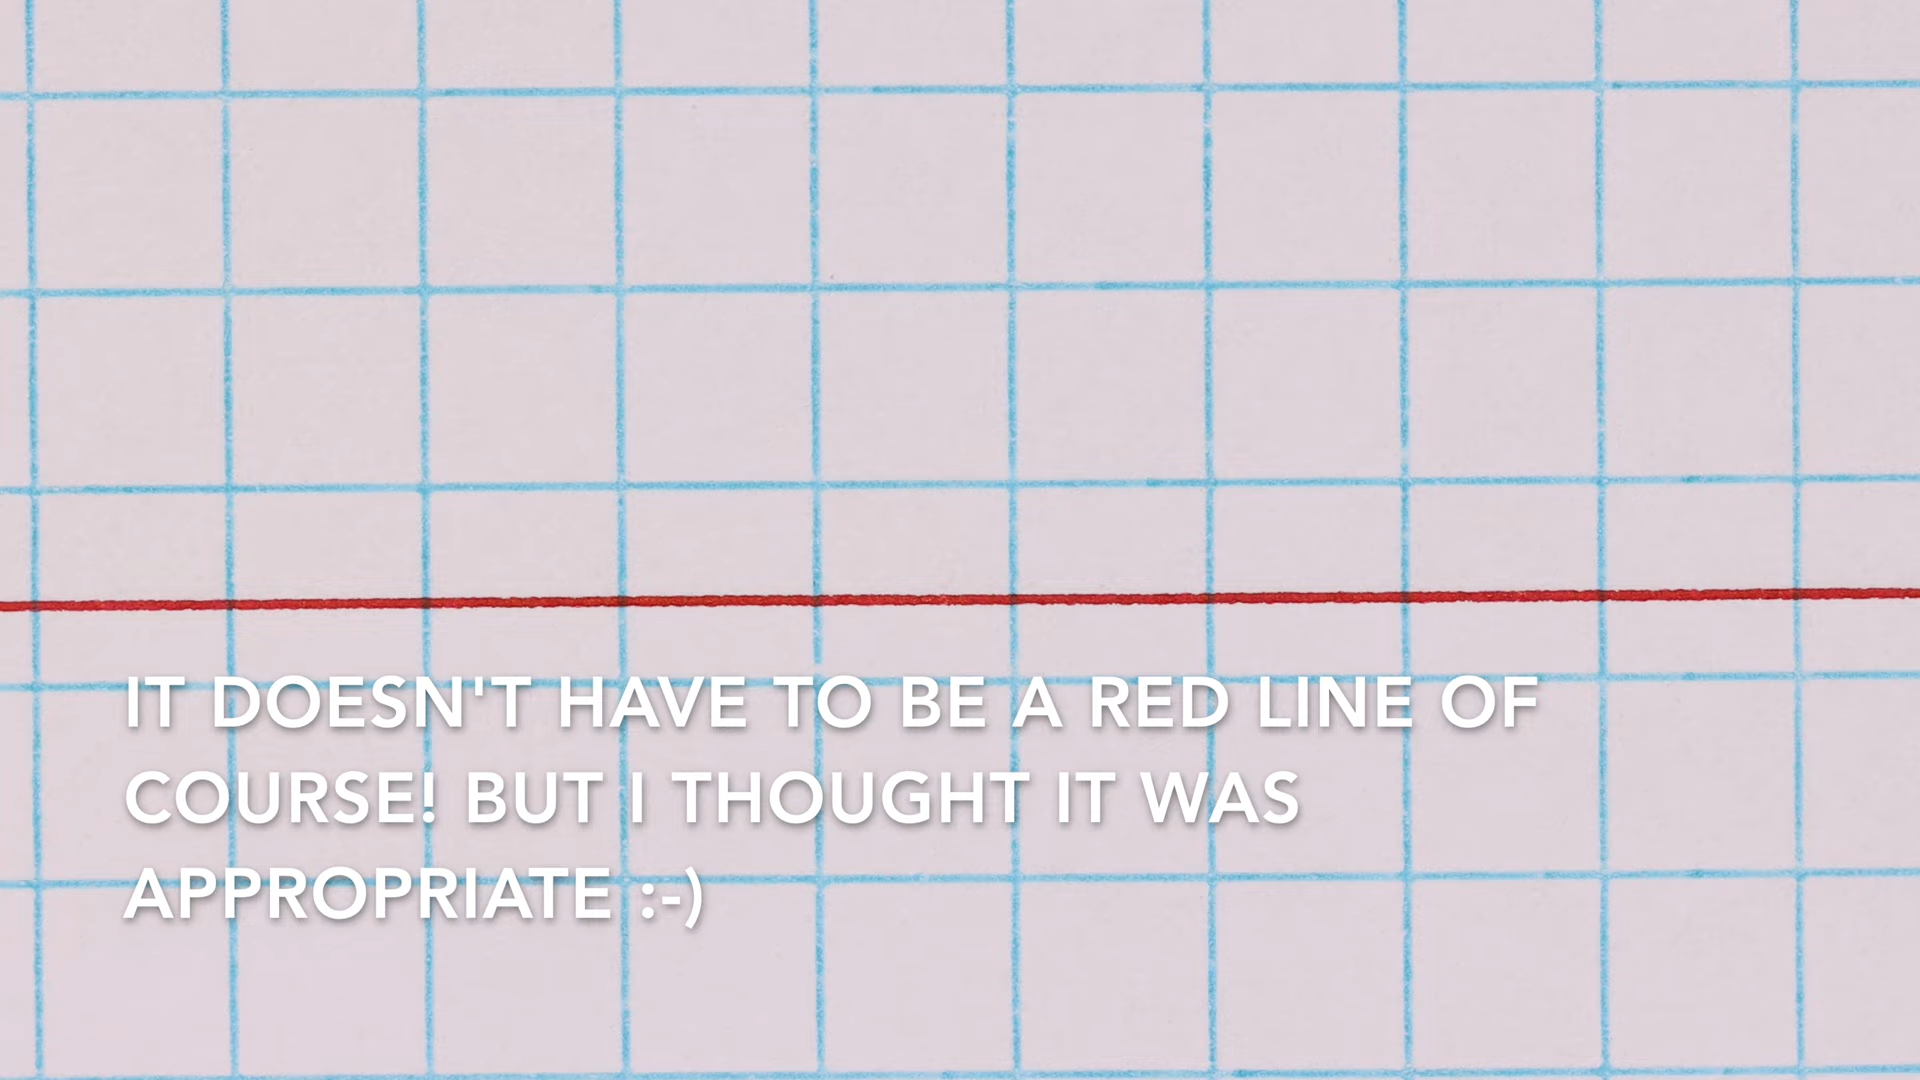 IT DOESN'T HAVE TO BE A RED LINE OF
COURSE! BUT I THOUGHT IT WAS
APPROPRIATE :-)